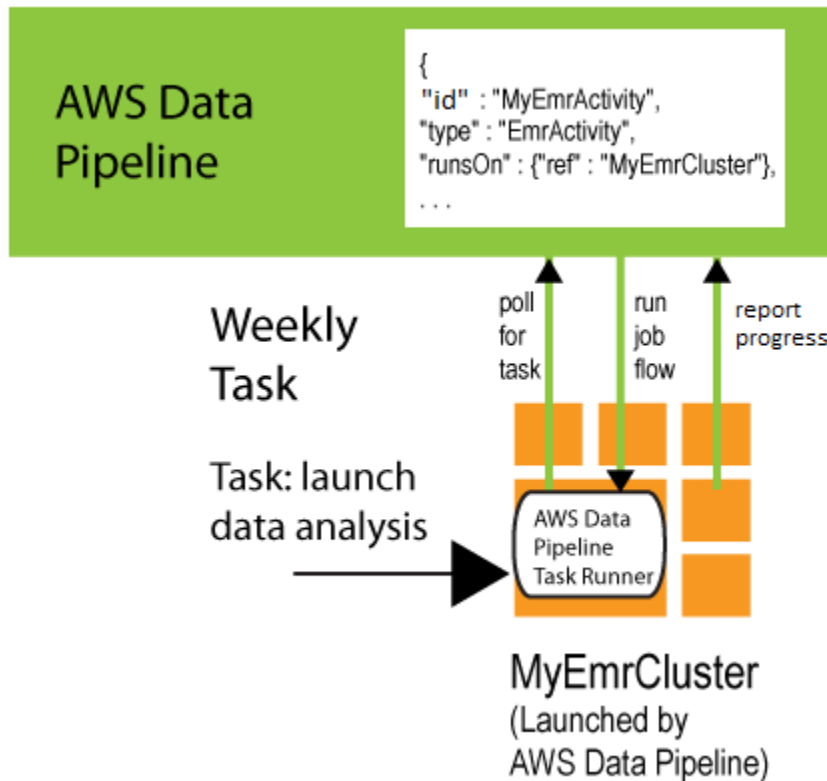 AWS Data
Pipeline
{
"id" : "MyEmrActivity",
"type" : "EmrActivity",
"runsOn" : {"ref" : "MyEmrCluster"},
. . .
Weekly
Task
poll
for
task
run
job
flow
report
progress
Task: launch
data analysis
AWS Data
Pipeline
Task Runner
MyEmrCluster
(Launched by
AWS Data Pipeline)